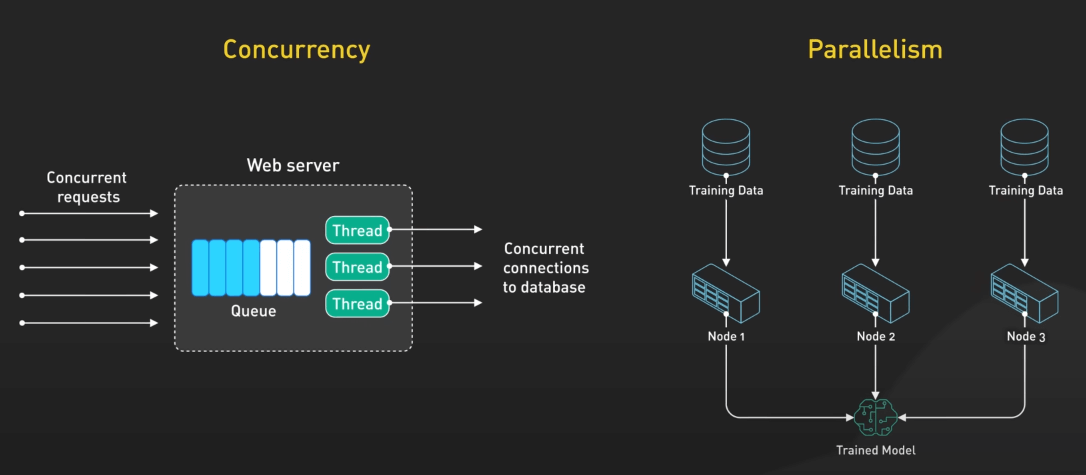 Concurrency
Concurrent
requests
Web server
Queue
Thread
Thread
Thread
Concurrent
connections
to database
Parallelism
Training Data
Training Data
Training Data
Node 1
Node 2
Node 3
Trained Model